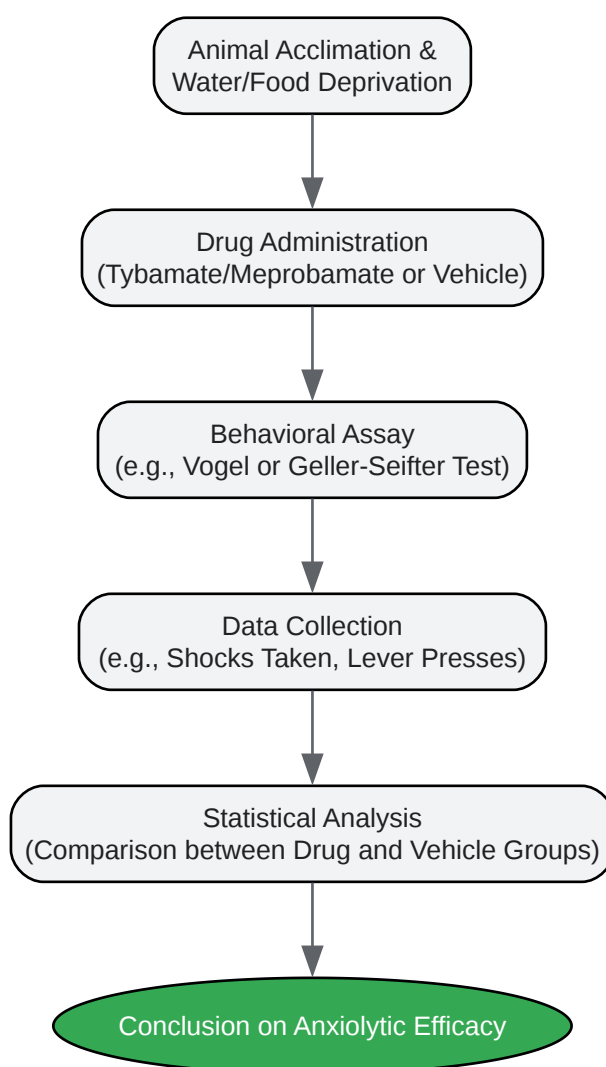 Animal Acclimation &
Water/Food Deprivation
Drug Administration
(Tybamate/Meprobamate or Vehicle)
Behavioral Assay
(e.g., Vogel or Geller-Seifter Test)
Data Collection
(e.g., Shocks Taken, Lever Presses)
Statistical Analysis
(Comparison between Drug and Vehicle Groups)
Conclusion on Anxiolytic Efficacy